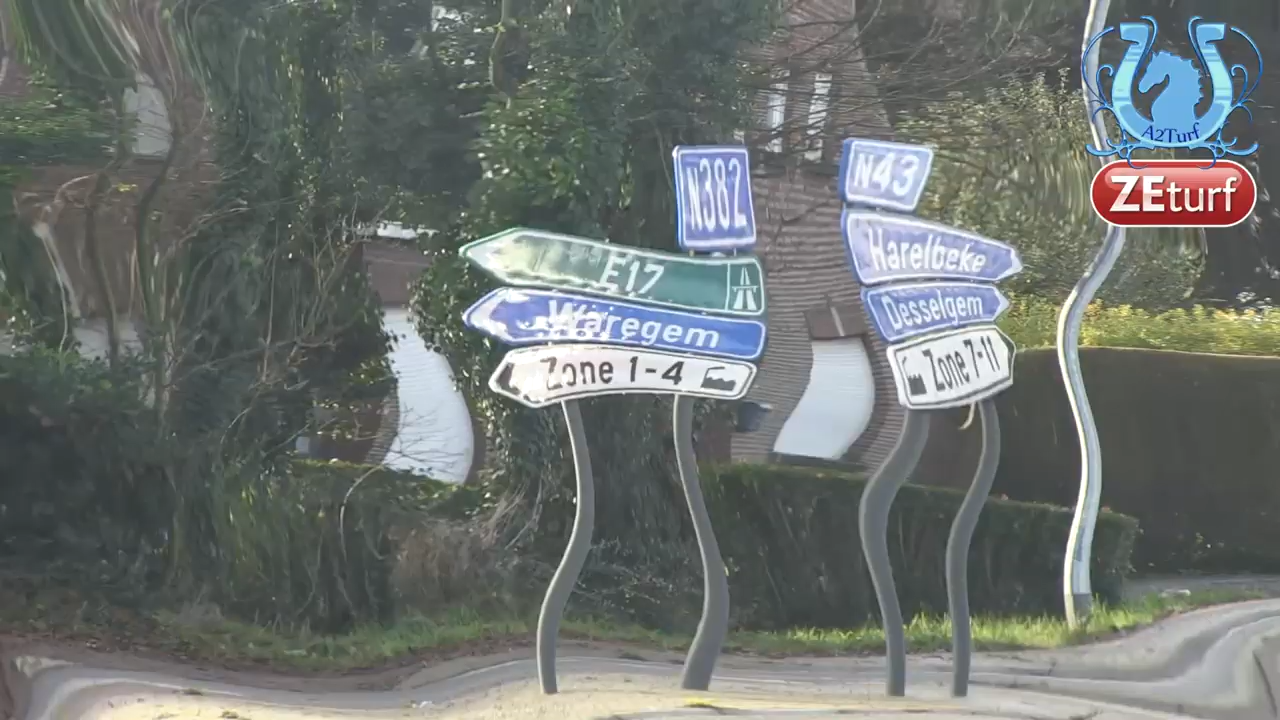 A2Turf
ZEturf
N382
E17
Waregem
Zone 1-4
N43
Harelbeke
Desselgem
Zone 7-11